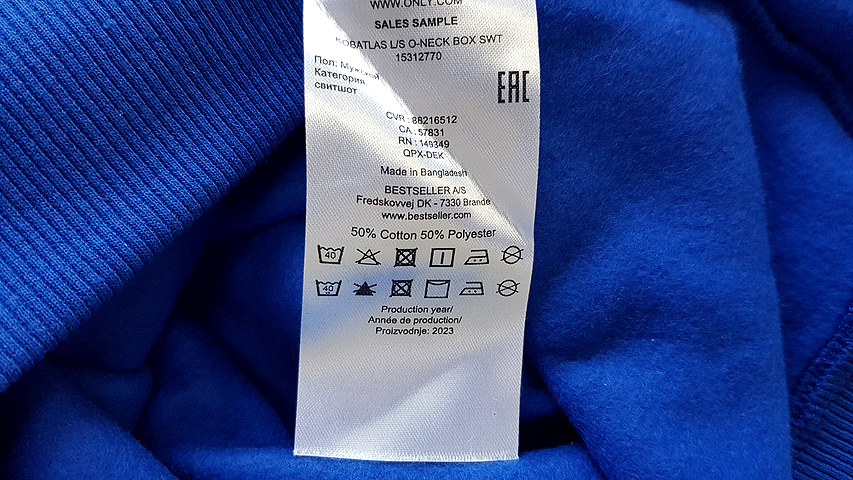 WWW.ONLY.COM
SALES SAMPLE
KOBATLAS L/S O-NECK BOX SWT
15312770
Пол: Мужской
Категория
свитшот
EAC
CVR : 88216512
CA : 57831
RN : 149349
QPX-DEK
Made in Bangladesh
BESTSELLER A/S
Fredskovvej DK - 7330 Brande
www.bestseller.com
50% Cotton 50% Polyester
40
40
Production year/
Année de production/
Proizvodnje: 2023